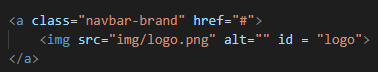 <a class="navbar-brand" href="#">
<img src="img/logo.png" alt="" id = "logo">
</a>